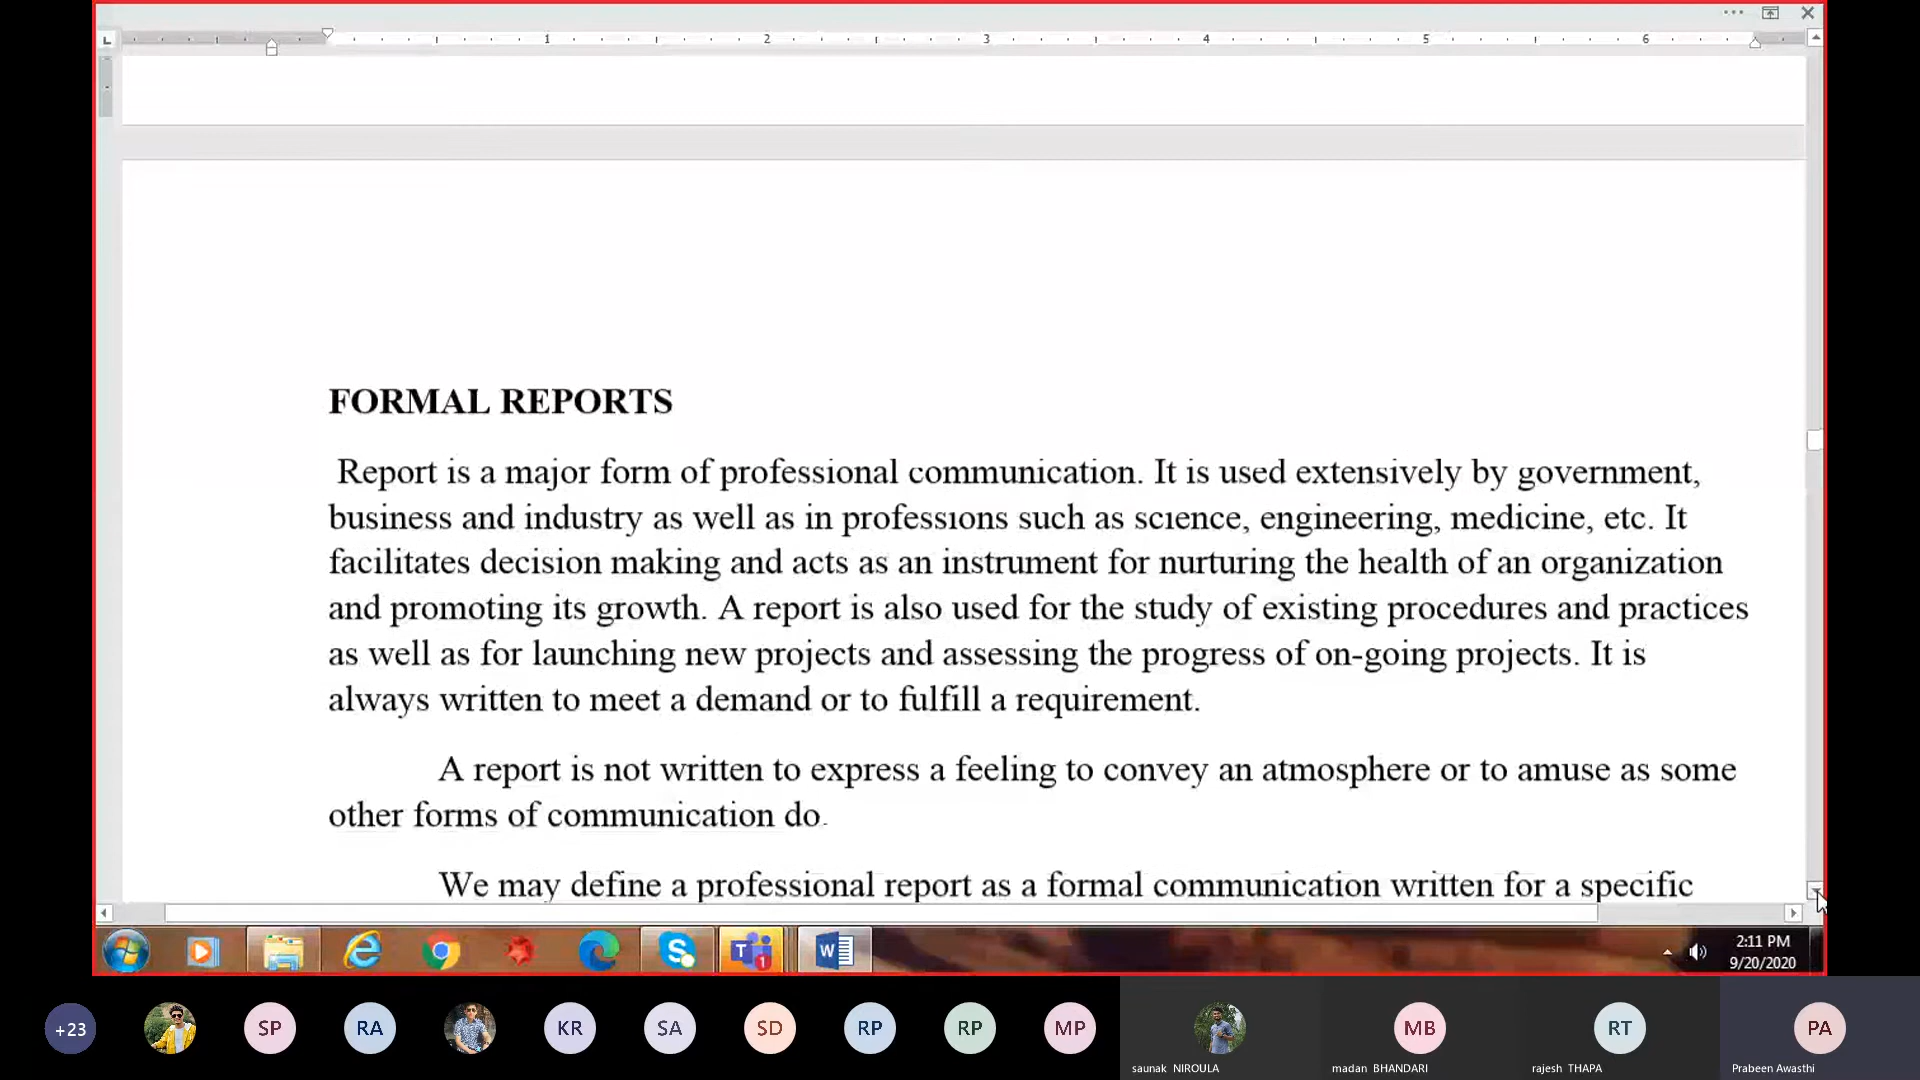 1 2 3 4 5 6
FORMAL REPORTS
Report is a major form of professional communication. It is used extensively by government,
business and industry as well as in professions such as science, engineering, medicine, etc. It
facilitates decision making and acts as an instrument for nurturing the health of an organization
and promoting its growth. A report is also used for the study of existing procedures and practices
as well as for launching new projects and assessing the progress of on-going projects. It is
always written to meet a demand or to fulfill a requirement.
A report is not written to express a feeling to convey an atmosphere or to amuse as some
other forms of communication do.
We may define a professional report as a formal communication written for a specific
2:11 PM
9/20/2020
+23 SP RA KR SA SD RP RP MP MB RT PA
saunak NIROULA madan BHANDARI rajesh THAPA Prabeen Awasthi